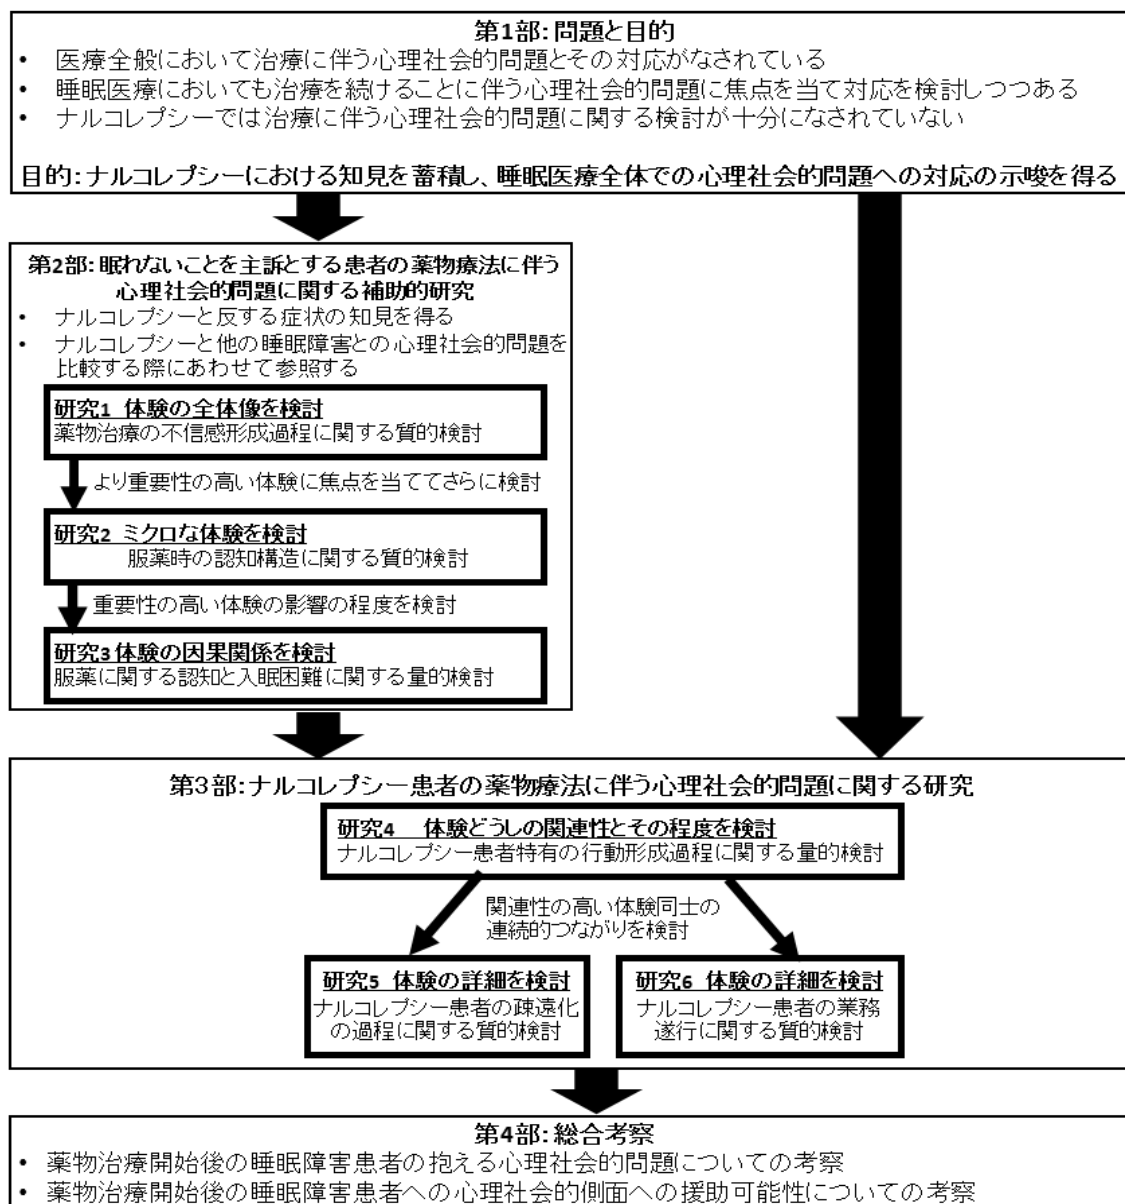 第1部：問題と目的
• 医療全般において治療に伴う心理社会的問題とその対応がなされている
• 睡眠医療においても治療を続けることに伴う心理社会的問題に焦点を当て対応を検討しつつある
• ナルコレプシーでは治療に伴う心理社会的問題に関する検討が十分になされていない
目的：ナルコレプシーにおける知見を蓄積し、睡眠医療全体での心理社会的問題への対応の示唆を得る
第2部：眠れないことを主訴とする患者の薬物療法に伴う
心理社会的問題に関する補助的研究
• ナルコレプシーと反する症状の知見を得る
• ナルコレプシーと他の睡眠障害との心理社会的問題を
比較する際にあわせて参照する
研究1 体験の全体像を検討
薬物治療の不信感形成過程に関する質的検討
より重要性の高い体験に焦点を当ててさらに検討
研究2 ミクロな体験を検討
服薬時の認知構造に関する質的検討
重要性の高い体験の影響の程度を検討
研究3 体験の因果関係を検討
服薬に関する認知と入眠困難に関する量的検討
第3部：ナルコレプシー患者の薬物療法に伴う心理社会的問題に関する研究
研究4 体験どうしの関連性とその程度を検討
ナルコレプシー患者特有の行動形成過程に関する量的検討
関連性の高い体験同士の
連続的つながりを検討
研究5 体験の詳細を検討
ナルコレプシー患者の疎遠化
の過程に関する質的検討
研究6 体験の詳細を検討
ナルコレプシー患者の業務
遂行に関する質的検討
第4部：総合考察
• 薬物治療開始後の睡眠障害患者の抱える心理社会的問題についての考察
• 薬物治療開始後の睡眠障害患者への心理社会的側面への援助可能性についての考察